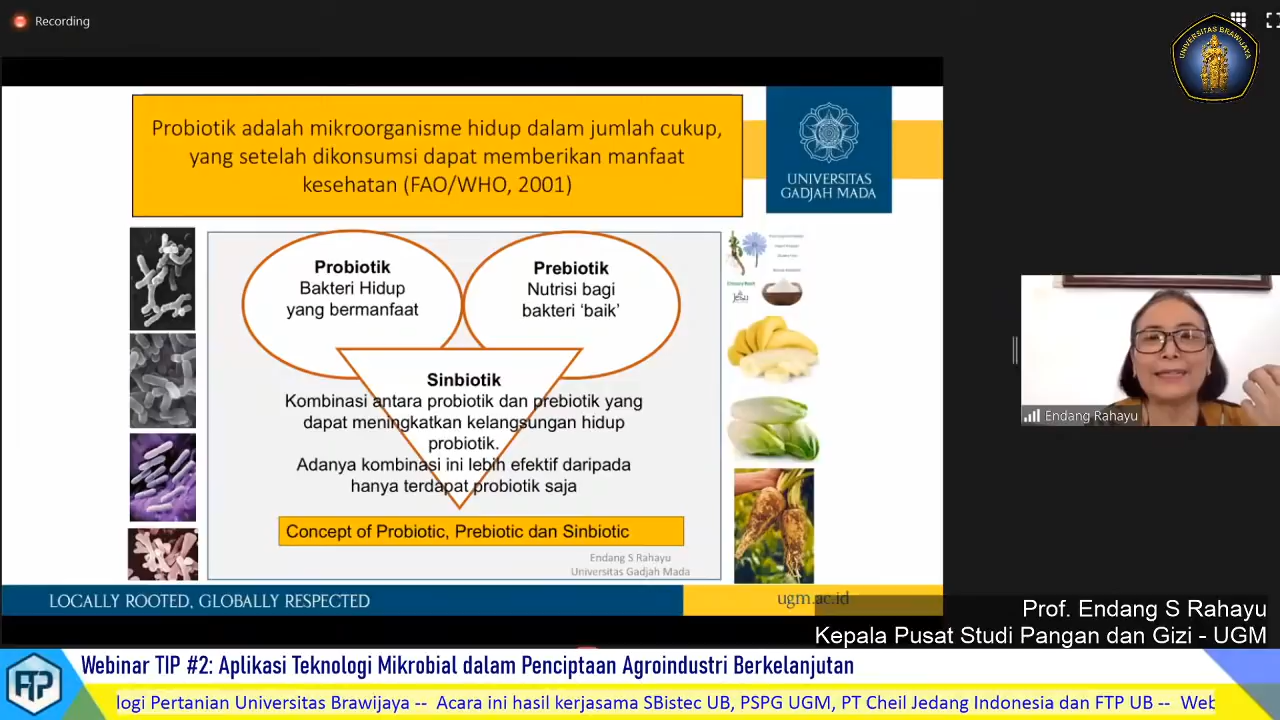 Recording
UNIVERSITAS BRAWIJAYA
Probiotik adalah mikroorganisme hidup dalam jumlah cukup,
yang setelah dikonsumsi dapat memberikan manfaat
kesehatan (FAO/WHO, 2001)
UNIVERSITAS
GADJAH MADA
Probiotik
Bakteri Hidup
yang bermanfaat
Prebiotik
Nutrisi bagi
bakteri ‘baik’
Sinbiotik
Kombinasi antara probiotik dan prebiotik yang
dapat meningkatkan kelangsungan hidup
probiotik.
Adanya kombinasi ini lebih efektif daripada
hanya terdapat probiotik saja
Concept of Probiotic, Prebiotic dan Sinbiotic
Endang S Rahayu
Universitas Gadjah Mada
Endang Rahayu
LOCALLY ROOTED, GLOBALLY RESPECTED
ugm.ac.id
Prof. Endang S Rahayu
Kepala Pusat Studi Pangan dan Gizi - UGM
Webinar TIP #2: Aplikasi Teknologi Mikrobial dalam Penciptaan Agroindustri Berkelanjutan
logi Pertanian Universitas Brawijaya -- Acara ini hasil kerjasama SBistec UB, PSPG UGM, PT Cheil Jedang Indonesia dan FTP UB -- Web